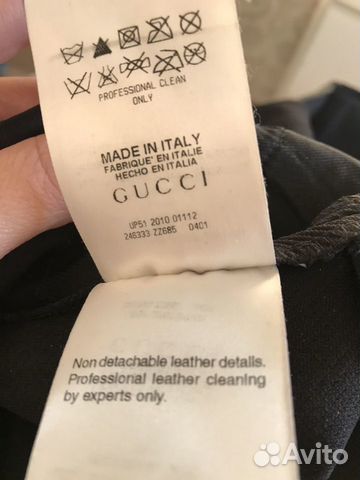 PROFESSIONAL CLEAN
ONLY
MADE IN ITALY
FABRIQUE' EN ITALIE
HECHO EN ITALIA
GUCCI
UP51 2010 01112
246333 ZZ685 0401
Non detachable leather details.
Professional leather cleaning
by experts only.
Avito